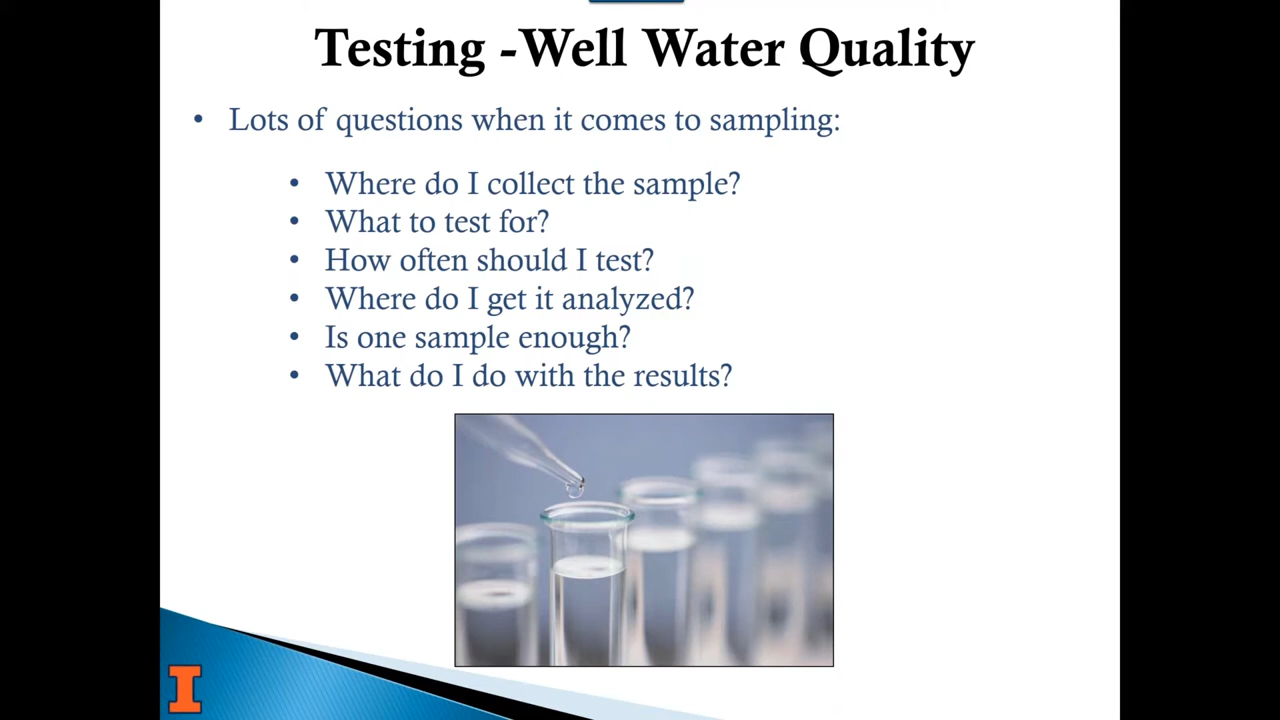 Testing -Well Water Quality
• Lots of questions when it comes to sampling:
• Where do I collect the sample?
• What to test for?
• How often should I test?
• Where do I get it analyzed?
• Is one sample enough?
• What do I do with the results?
I